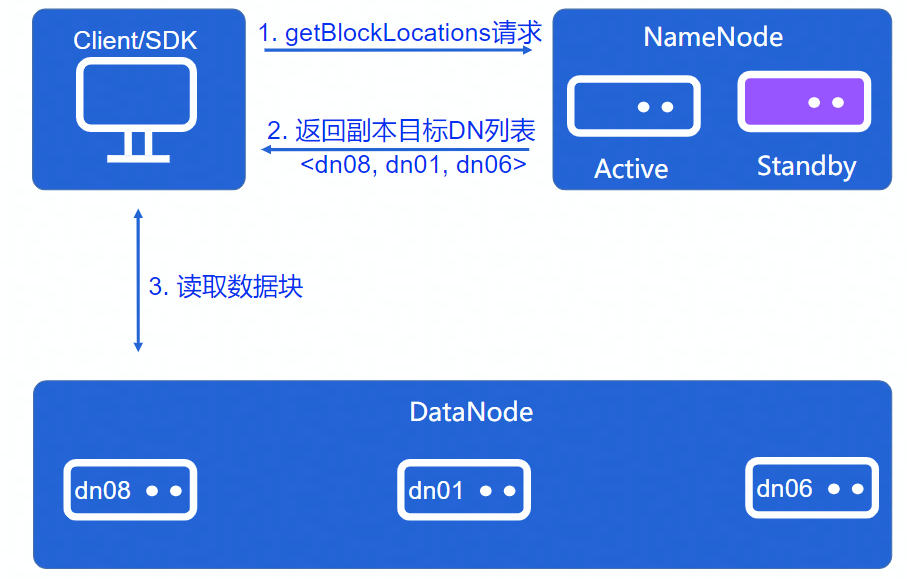 Client/SDK
1. getBlockLocations请求
NameNode
2. 返回副本目标DN列表
<dn08, dn01, dn06>
Active
Standby
3. 读取数据块
DataNode
dn08
dn01
dn06